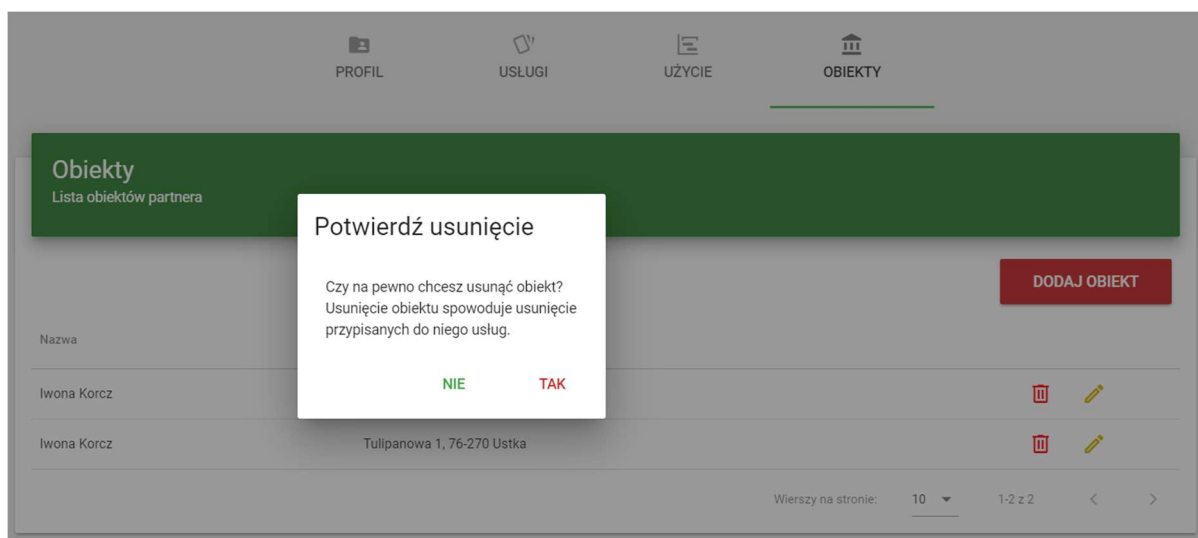 PROFIL
USŁUGI
UŻYCIE
OBIEKTY
Obiekty
Lista obiektów partnera
Potwierdź usunięcie
Czy na pewno chcesz usunąć obiekt?
Usunięcie obiektu spowoduje usunięcie
przypisanych do niego usług.
NIE
TAK
DODAJ OBIEKT
Nazwa
Iwona Korcz
Iwona Korcz
Tulipanowa 1, 76-270 Ustka
Wierszy na stronie:
10
1-2 z 2